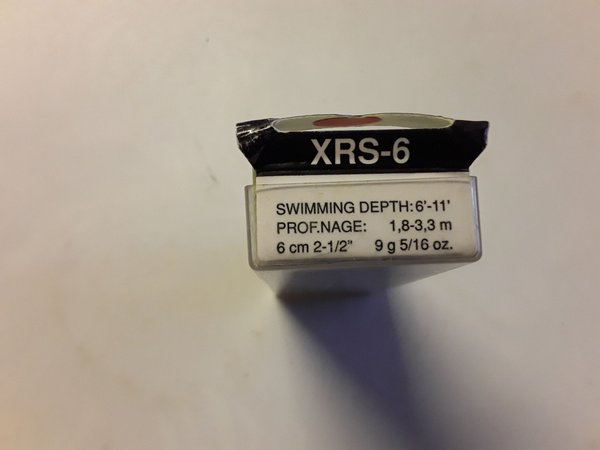 XRS-6
SWIMMING DEPTH: 6'-11'
PROF.NAGE: 1,8-3,3 m
6 cm 2-1/2" 9 g 5/16 oz.